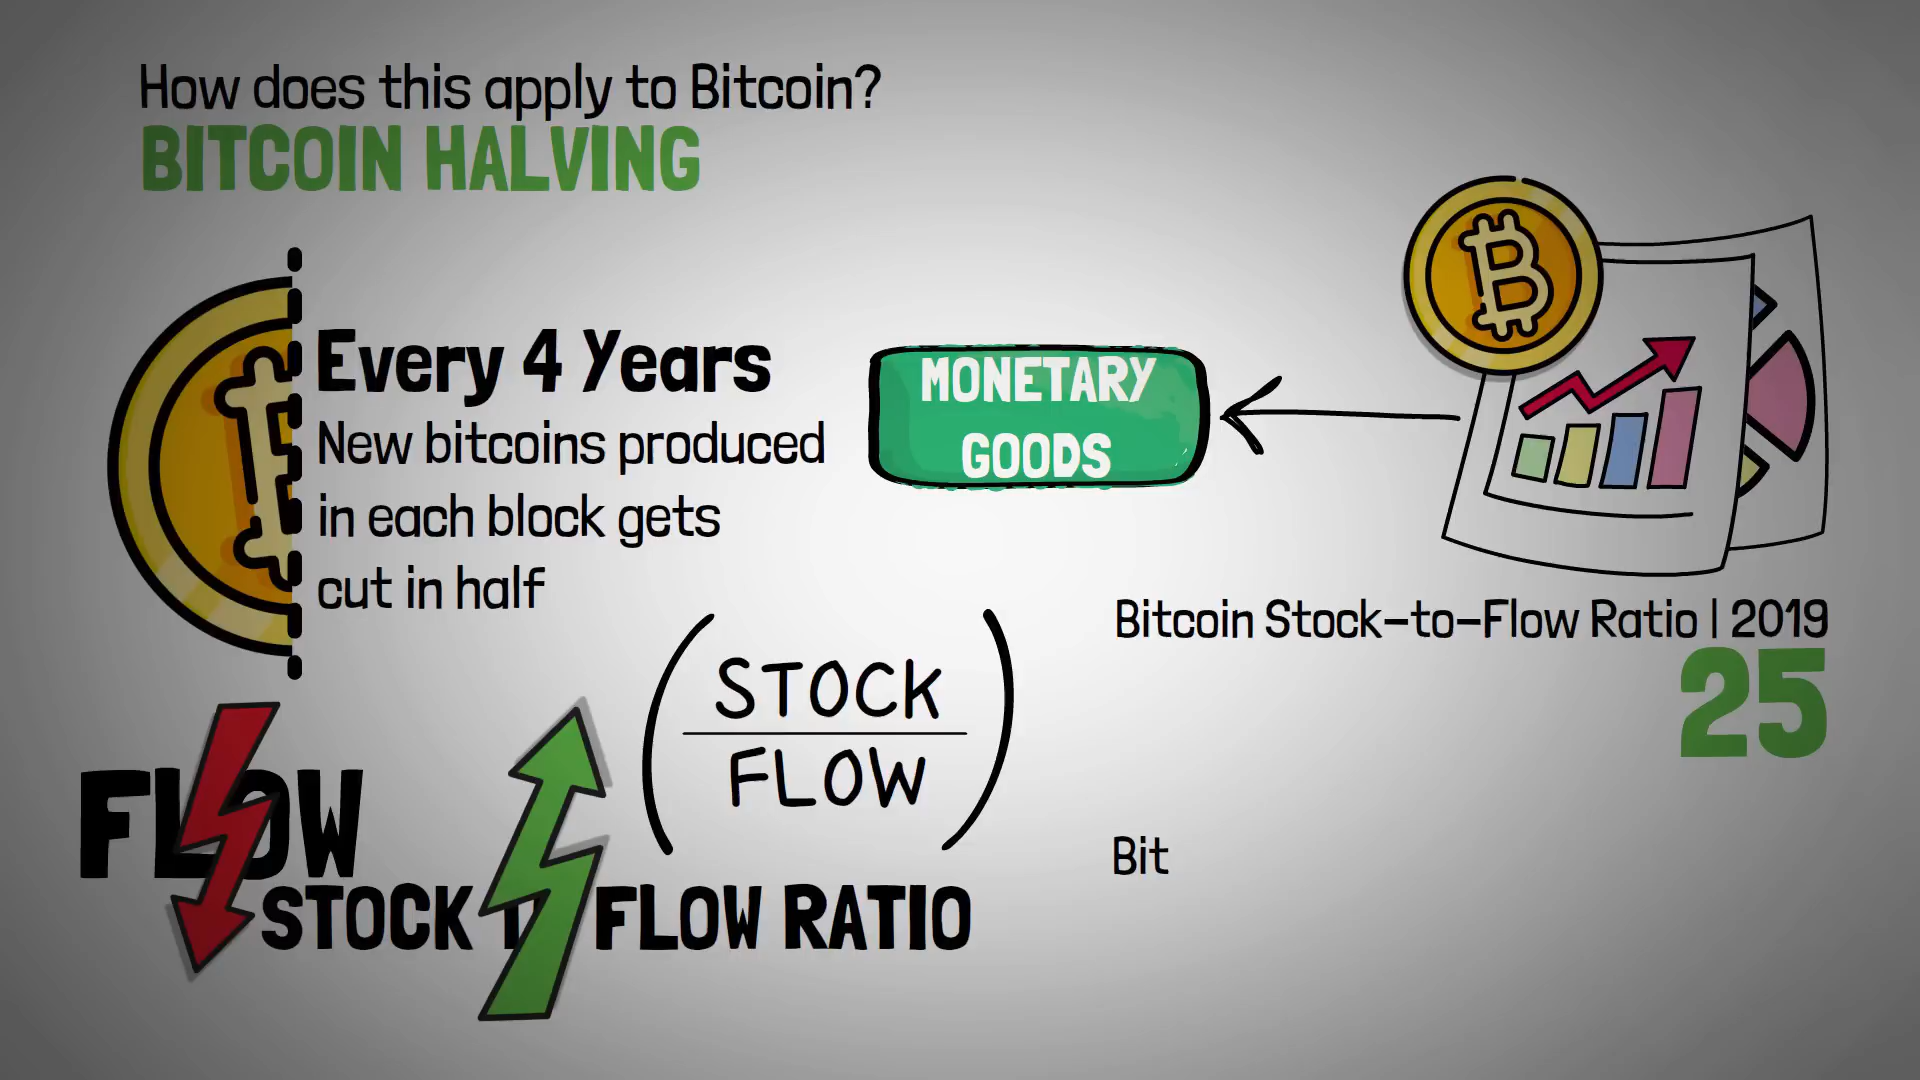 How does this apply to Bitcoin?
BITCOIN HALVING
Every 4 Years
New bitcoins produced
in each block gets
cut in half
MONETARY
GOODS
Bitcoin Stock-to-Flow Ratio | 2019
25
STOCK
FLOW
FLOW
STOCK FLOW RATIO
Bit